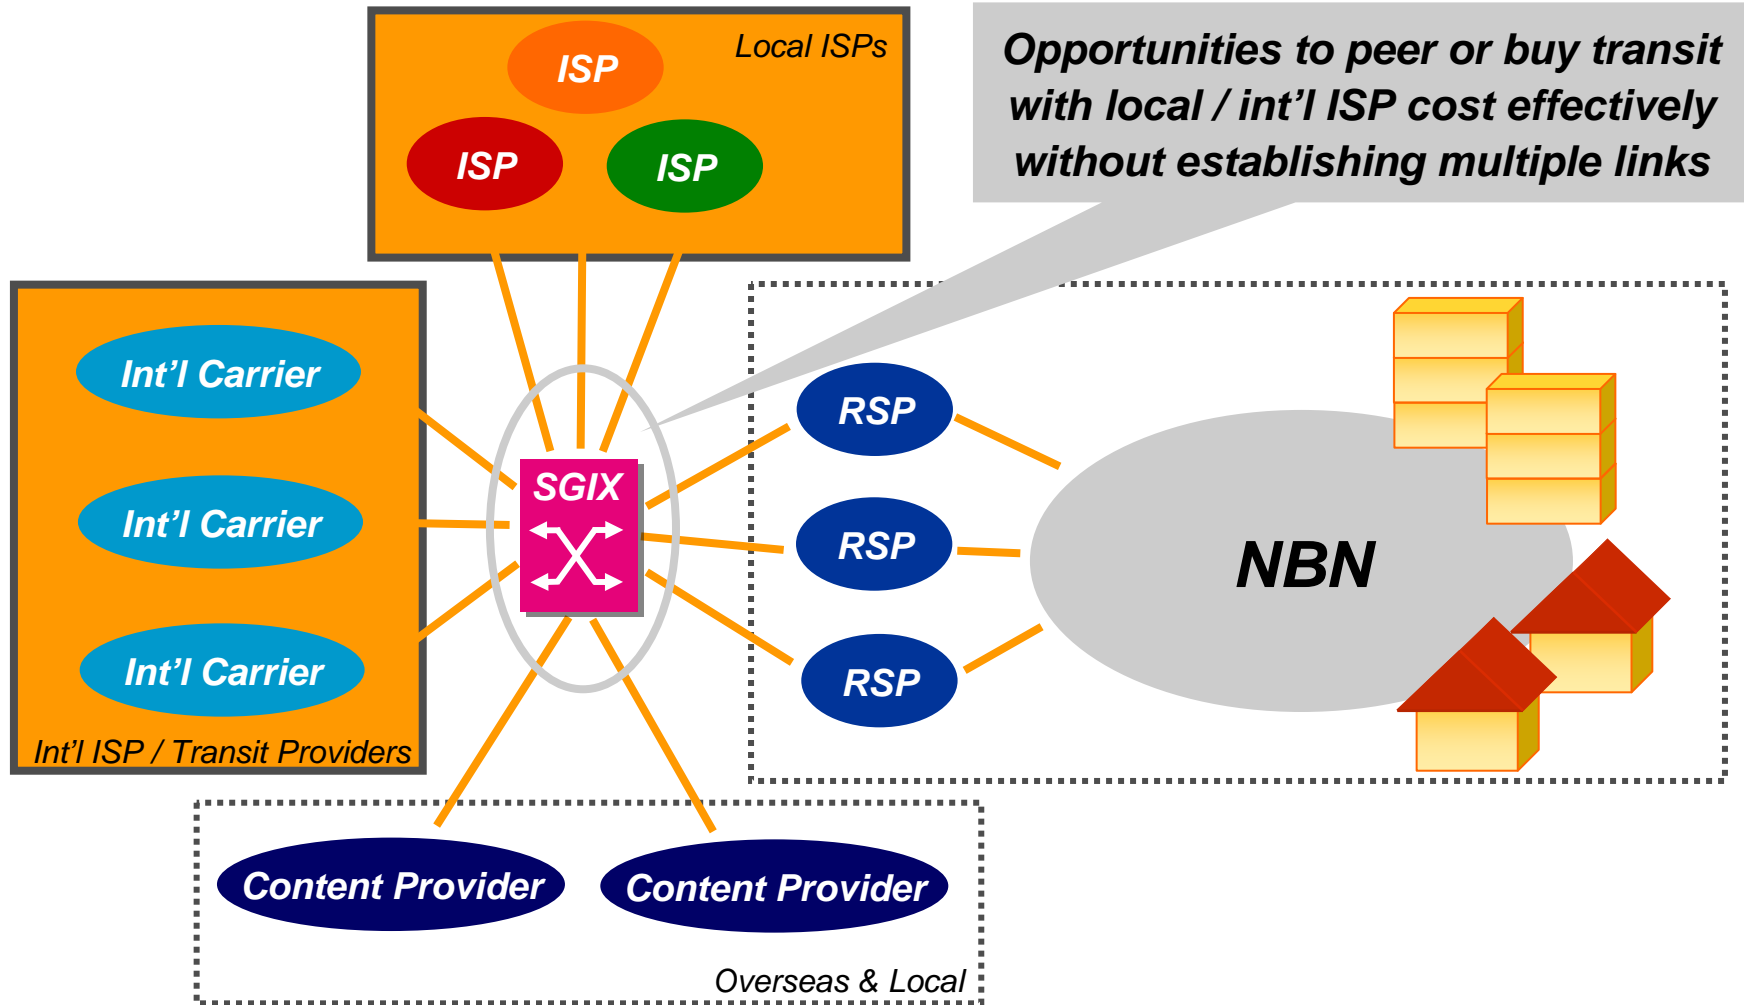 Local ISPs
ISP
ISP
ISP
Opportunities to peer or buy transit
with local / int’l ISP cost effectively
without establishing multiple links
Int’l Carrier
Int’l Carrier
Int’l Carrier
Int’l ISP / Transit Providers
SGIX
RSP
RSP
RSP
NBN
Content Provider
Content Provider
Overseas & Local